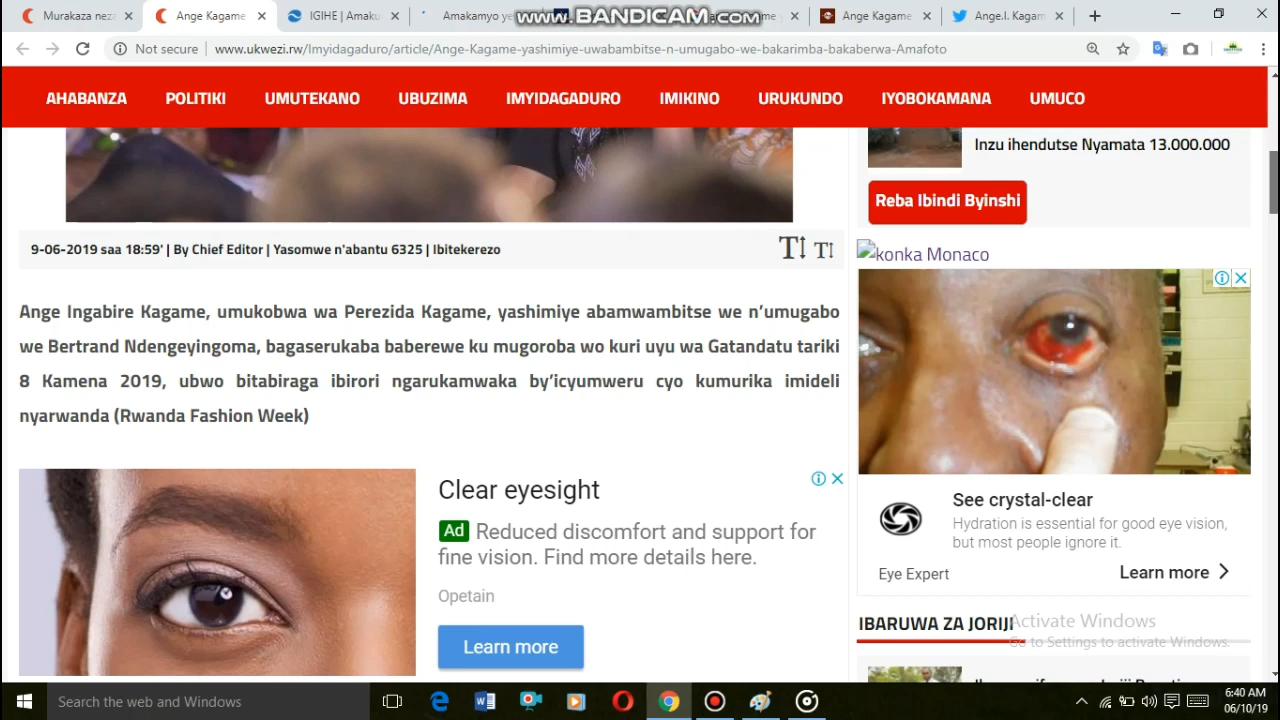 Murakaza neza
Ange Kagame
IGIHE | Amaku
Amakamyo ye
www.BANDICAM.com
Ange Kagame
Ange.I. Kagam
Not secure
www.ukwezi.rw/Imyidagaduro/article/Ange-Kagame-yashimiye-uwabambitse-n-umugabo-we-bakarimba-bakaberwa-Amafoto
AHABANZA POLITIKI UMUTEKANO UBUZIMA IMYIDAGADURO IMIKINO URUKUNDO IYOBOKAMANA UMUCO
Inzu ihendutse Nyamata 13.000.000
Reba Ibindi Byinshi
9-06-2019 saa 18:59' | By Chief Editor | Yasomwe n'abantu 6325 | Ibitekerezo
T T
konka Monaco
Ange Ingabire Kagame, umukobwa wa Perezida Kagame, yashimiye abamwambitse we n’umugabo
we Bertrand Ndengeyingoma, bagaserukaba baberewe ku mugoroba wo kuri uyu wa Gatandatu tariki
8 Kamena 2019, ubwo bitabiraga ibirori ngarukamwaka by’icyumweru cyo kumurika imideli
nyarwanda (Rwanda Fashion Week)
Clear eyesight
Ad Reduced discomfort and support for
fine vision. Find more details here.
Opetain
Learn more
See crystal-clear
Hydration is essential for good eye vision,
but most people ignore it.
Eye Expert
Learn more
IBARUWA ZA JORIJI
Activate Windows
Go to Settings to activate Windows.
Search the web and Windows
6:40 AM
06/10/19